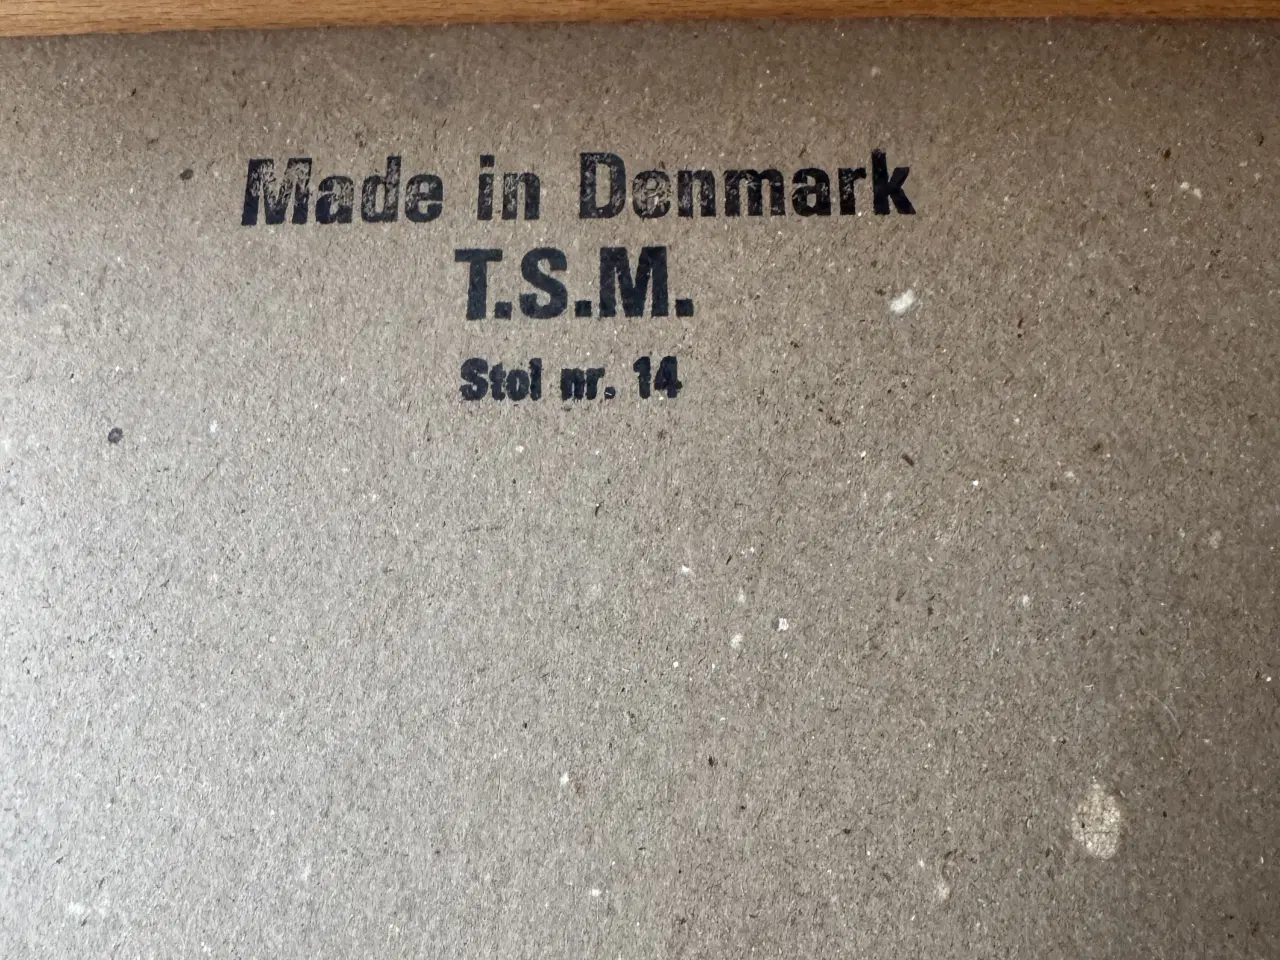 Made in Denmark
T.S.M.
Stol nr. 14